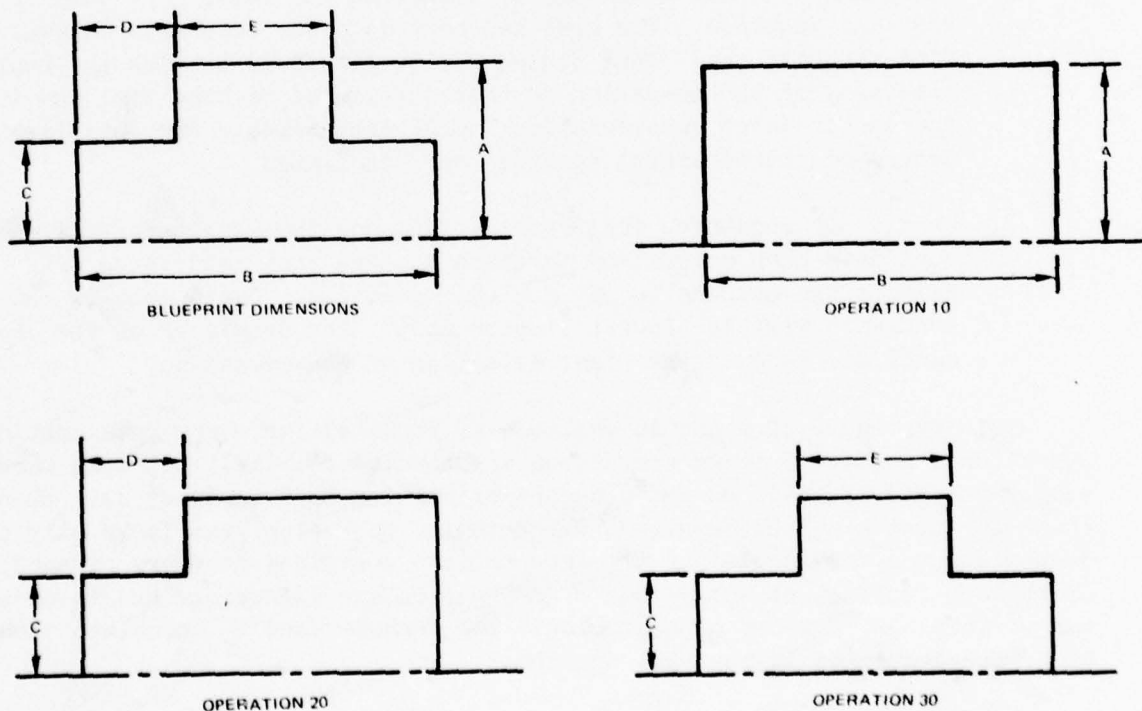 D
E
A
C
B
BLUEPRINT DIMENSIONS
A
B
OPERATION 10
D
C
OPERATION 20
E
C
OPERATION 30